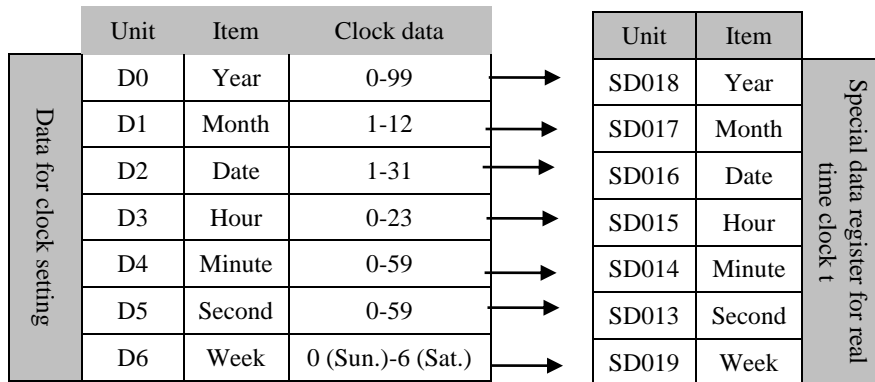 Unit Item Clock data
Data for clock setting
D0 Year 0-99
D1 Month 1-12
D2 Date 1-31
D3 Hour 0-23
D4 Minute 0-59
D5 Second 0-59
D6 Week 0 (Sun.)-6 (Sat.)
Unit Item
SD018 Year
SD017 Month
SD016 Date
SD015 Hour
SD014 Minute
SD013 Second
SD019 Week
Special data register for real
time clock t